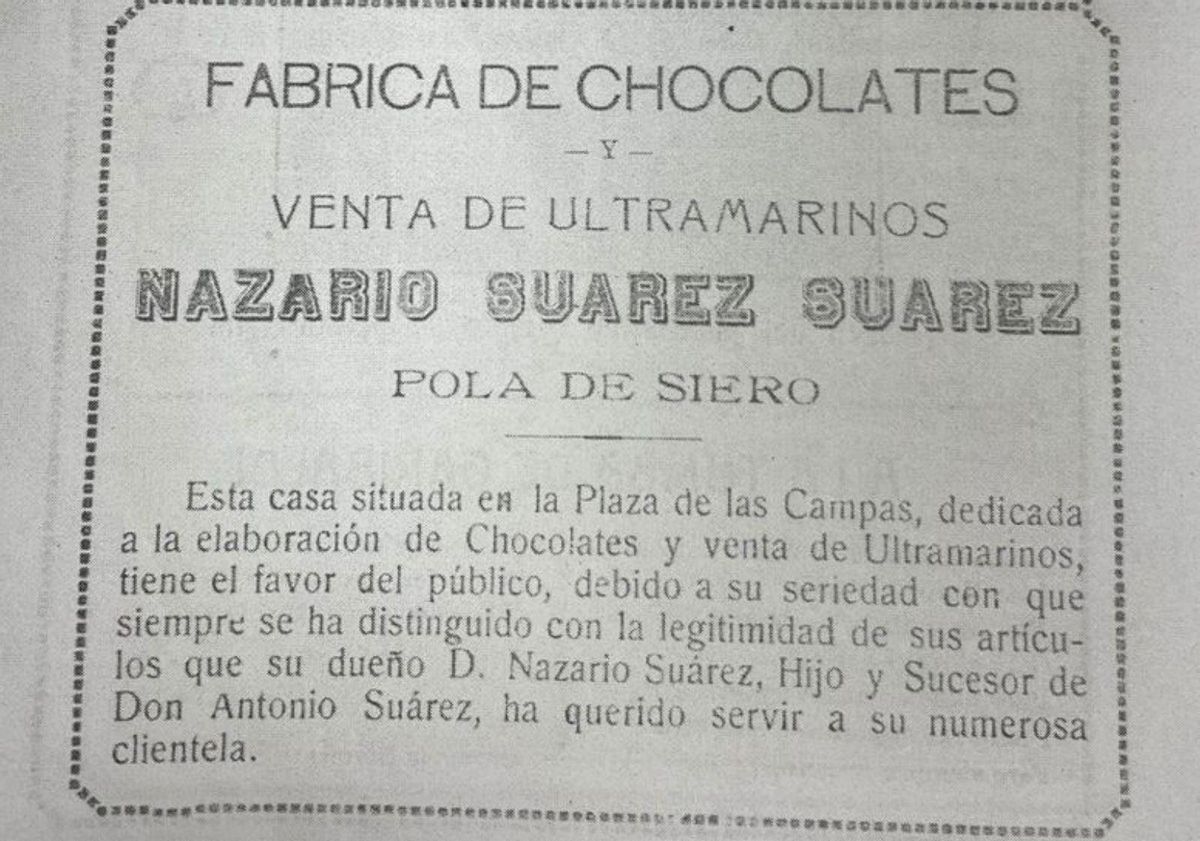 FABRICA DE CHOCOLATES
— Y —
VENTA DE ULTRAMARINOS
NAZARIO SUAREZ SUAREZ
POLA DE SIERO
Esta casa situada en la Plaza de las Campas, dedicada
a la elaboración de Chocolates y venta de Ultramarinos,
tiene el favor del público, debido a su seriedad con que
siempre se ha distinguido con la legitimidad de sus artícu-
los que su dueño D. Nazario Suárez, Hijo y Sucesor de
Don Antonio Suárez, ha querido servir a su numerosa
clientela.